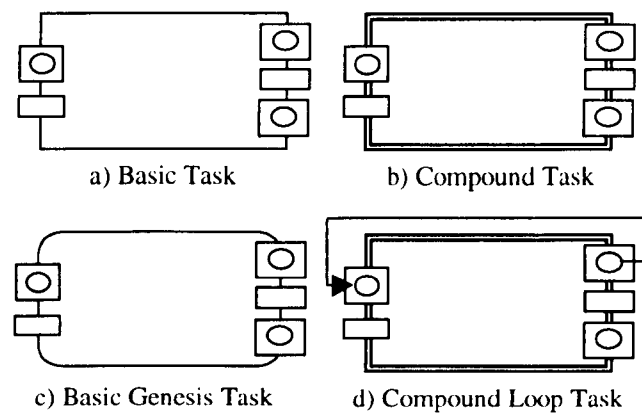 a) Basic Task
b) Compound Task
c) Basic Genesis Task
d) Compound Loop Task